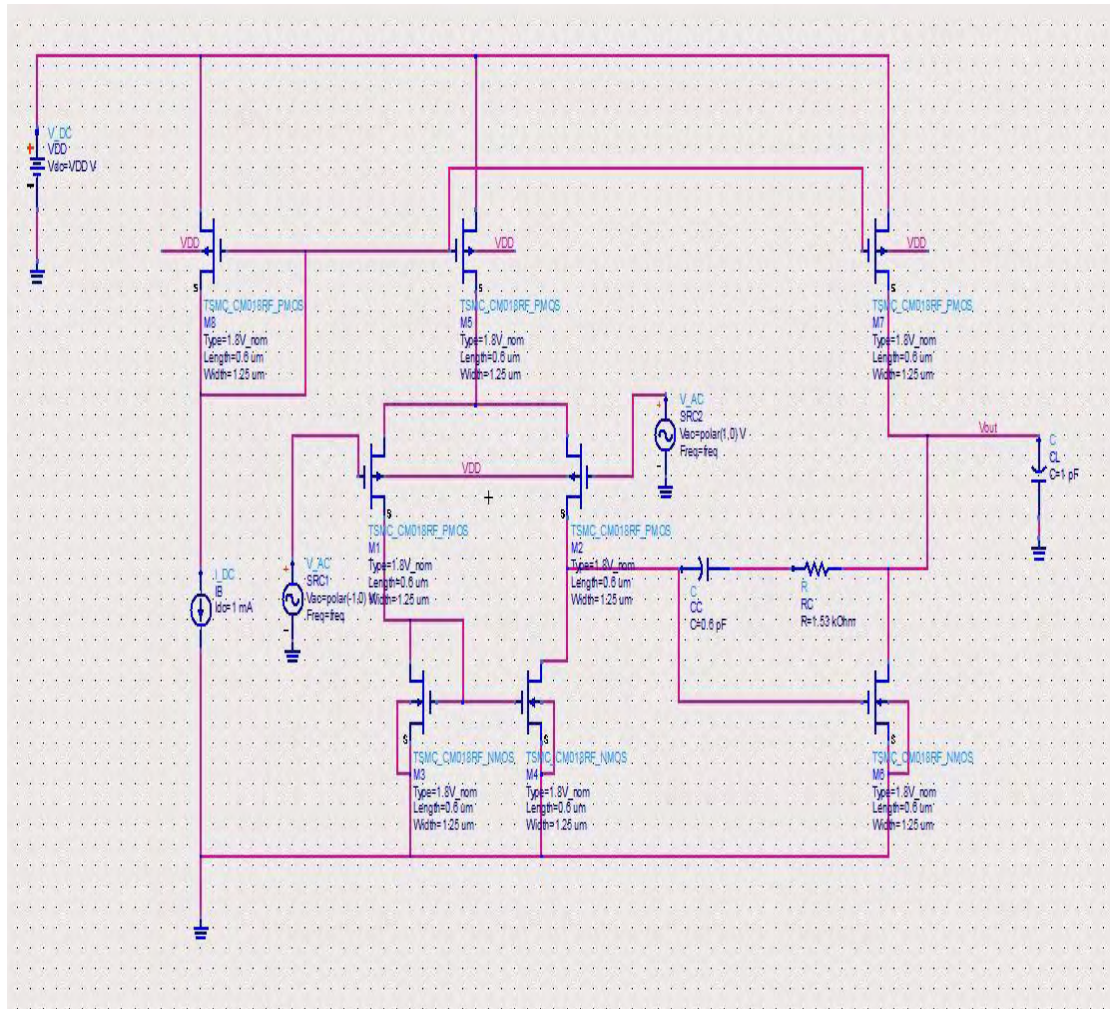 V_DC
VDD
Vdc=VDD V
VDD
S
TSMC_CM018RF_PMOS
M8
Type=1.8V_nom
Length=0.6 um
Width=1.25 um
VDD
S
TSMC_CM018RF_PMOS
M5
Type=1.8V_nom
Length=0.6 um
Width=1.25 um
VDD
S
TSMC_CM018RF_PMOS
M7
Type=1.8V_nom
Length=0.6 um
Width=1.25 um
V_AC
SRC2
Vac=polar(1,0) V
Freq=freq
Vout
C
CL
C=1 pF
VDD
S
TSMC_CM018RF_PMOS
M1
Type=1.8V_nom
Length=0.6 um
Width=1.25 um
S
TSMC_CM018RF_PMOS
M2
Type=1.8V_nom
Length=0.6 um
Width=1.25 um
I_DC
IB
Idc=1 mA
V_AC
SRC1
Vac=polar(-1,0)
Freq=freq
C
CC
C=0.6 pF
R
RC
R=1.53 kOhm
S
TSMC_CM018RF_NMOS
M3
Type=1.8V_nom
Length=0.6 um
Width=1.25 um
S
TSMC_CM018RF_NMOS
M4
Type=1.8V_nom
Length=0.6 um
Width=1.25 um
S
TSMC_CM018RF_NMOS
M6
Type=1.8V_nom
Length=0.6 um
Width=1.25 um